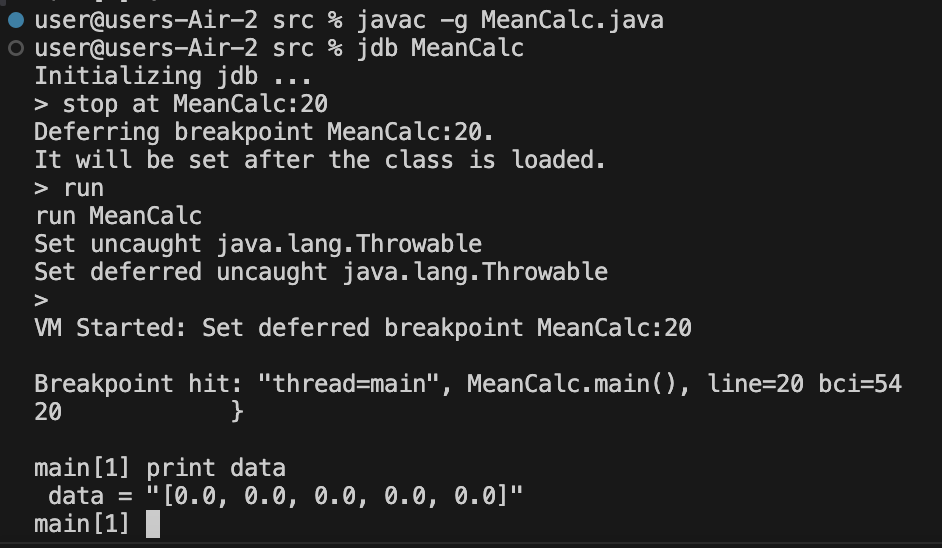 user@users-Air-2 src % javac -g MeanCalc.java
user@users-Air-2 src % jdb MeanCalc
Initializing jdb ...
> stop at MeanCalc:20
Deferring breakpoint MeanCalc:20.
It will be set after the class is loaded.
> run
run MeanCalc
Set uncaught java.lang.Throwable
Set deferred uncaught java.lang.Throwable
>
VM Started: Set deferred breakpoint MeanCalc:20
Breakpoint hit: "thread=main", MeanCalc.main(), line=20 bci=54
20            }
main[1] print data
 data = "[0.0, 0.0, 0.0, 0.0, 0.0]"
main[1]